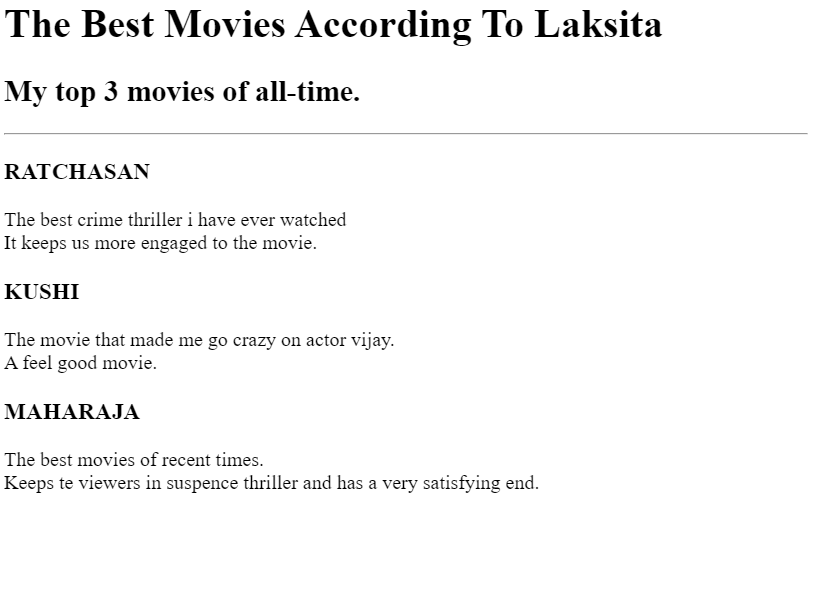 The Best Movies According To Laksita
My top 3 movies of all-time.
RATCHASAN
The best crime thriller i have ever watched
It keeps us more engaged to the movie.
KUSHI
The movie that made me go crazy on actor vijay.
A feel good movie.
MAHARAJA
The best movies of recent times.
Keeps te viewers in suspence thriller and has a very satisfying end.